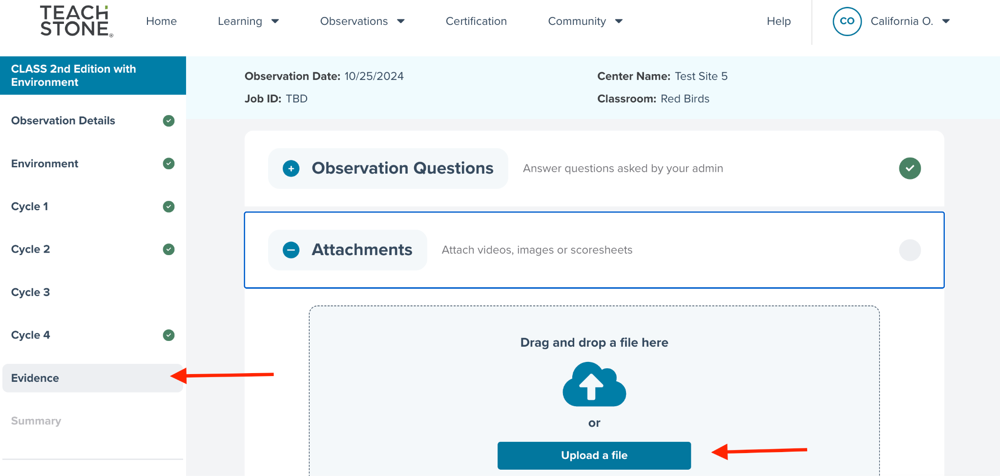 TEACH
STONE®
Home
Learning
Observations
Certification
Community
Help
CO
California O.
CLASS 2nd Edition with
Environment
Observation Date: 10/25/2024
Center Name: Test Site 5
Job ID: TBD
Classroom: Red Birds
Observation Details
Environment
Cycle 1
Cycle 2
Cycle 3
Cycle 4
Evidence
Summary
Observation Questions
Answer questions asked by your admin
Attachments
Attach videos, images or scoresheets
Drag and drop a file here
or
Upload a file